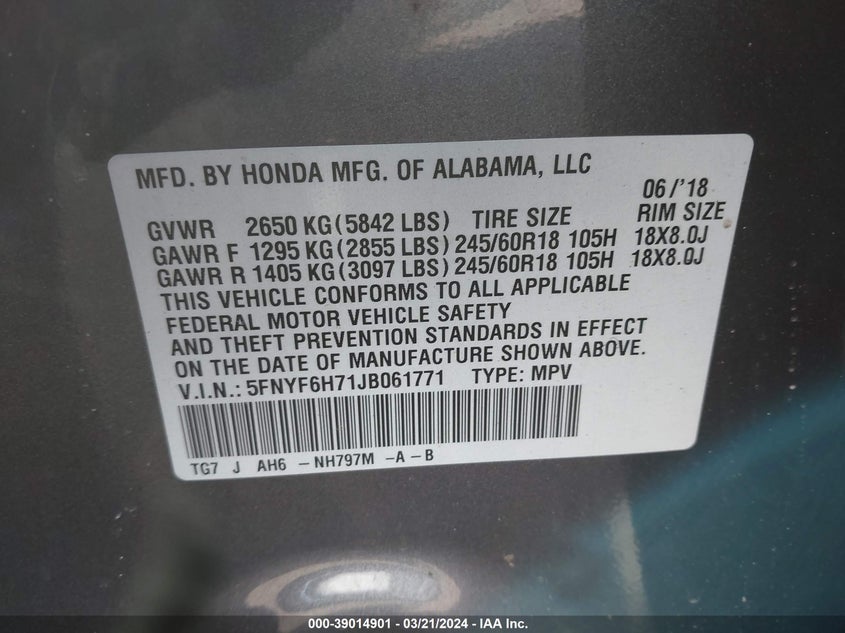 MFD. BY HONDA MFG. OF ALABAMA, LLC
06/'18
GVWR 2650 KG(5842 LBS) TIRE SIZE RIM SIZE
GAWR F 1295 KG(2855 LBS) 245/60R18 105H 18X8.0J
GAWR R 1405 KG(3097 LBS) 245/60R18 105H 18X8.0J
THIS VEHICLE CONFORMS TO ALL APPLICABLE
FEDERAL MOTOR VEHICLE SAFETY
AND THEFT PREVENTION STANDARDS IN EFFECT
ON THE DATE OF MANUFACTURE SHOWN ABOVE.
V.I.N.: 5FNYF6H71JB061771 TYPE: MPV
TG7 J AH6 -NH797M -A-B
000-39014901 - 03/21/2024 - IAA Inc.